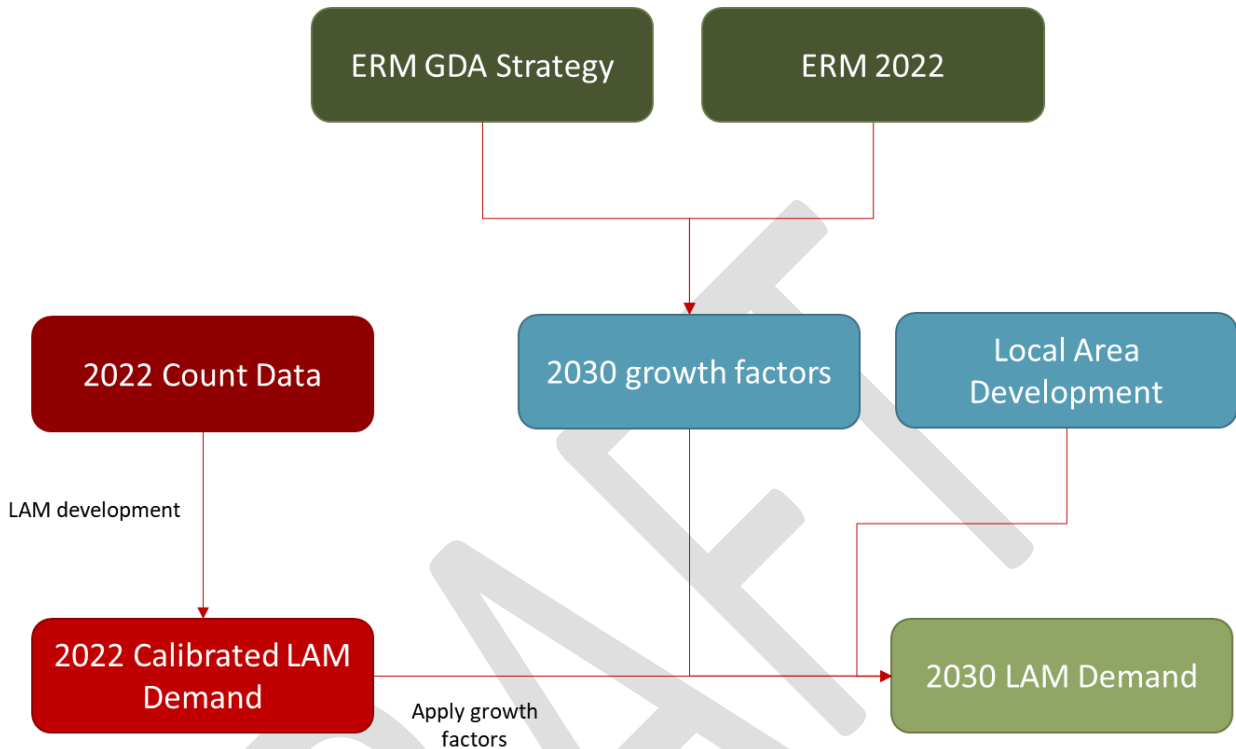 ERM GDA Strategy
ERM 2022
2022 Count Data
2030 growth factors
Local Area
Development
LAM development
2022 Calibrated LAM
Demand
Apply growth
factors
2030 LAM Demand
DRAFT